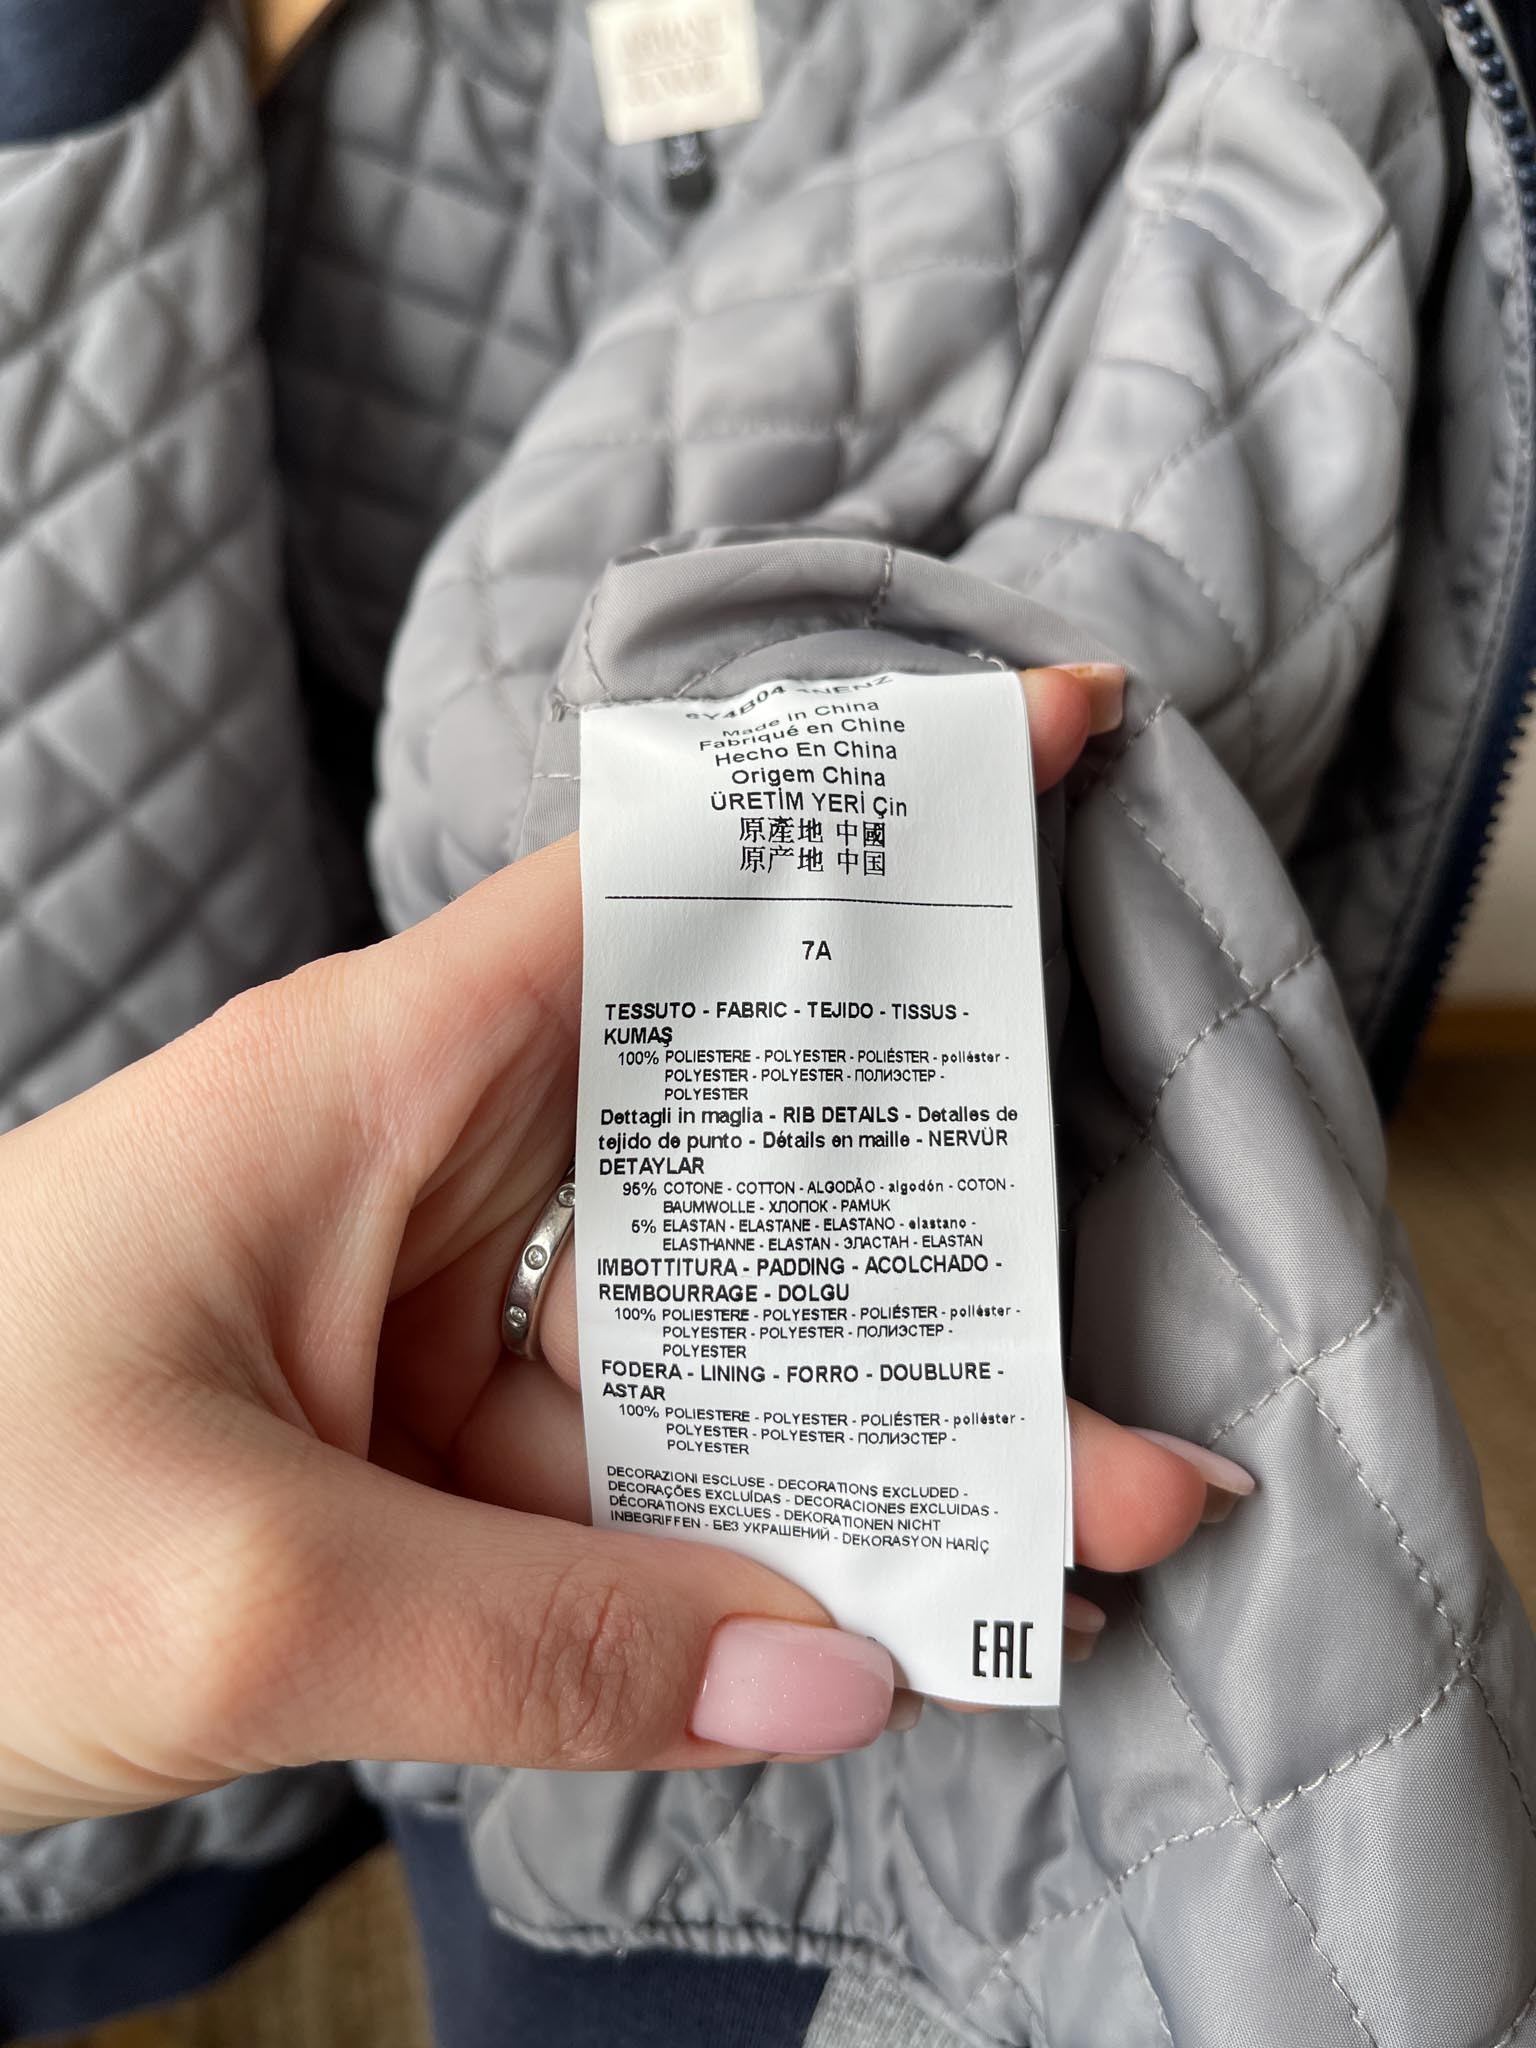 ARMANI
JUNIOR
Made in China
Fabriqué en Chine
Hecho En China
Origem China
ÜRETİM YERİ Çin
原產地 中國
原产地 中国
7A
TESSUTO - FABRIC - TEJIDO - TISSUS -
KUMAŞ
100% POLIESTERE - POLYESTER - POLIÉSTER - poliéster -
POLYESTER - POLYESTER - ПОЛИЭСТЕР -
POLYESTER
Dettagli in maglia - RIB DETAILS - Detalles de
tejido de punto - Détails en maille - NERVÜR
DETAYLAR
95% COTONE - COTTON - ALGODÃO - algodón - COTON -
BAUMWOLLE - ХЛОПОК - PAMUK
5% ELASTAN - ELASTANE - ELASTANO - elastano -
ELASTHANNE - ELASTAN - ЭЛАСТАН - ELASTAN
IMBOTTITURA - PADDING - ACOLCHADO -
REMBOURRAGE - DOLGU
100% POLIESTERE - POLYESTER - POLIÉSTER - poliéster -
POLYESTER - POLYESTER - ПОЛИЭСТЕР -
POLYESTER
FODERA - LINING - FORRO - DOUBLURE -
ASTAR
100% POLIESTERE - POLYESTER - POLIÉSTER - poliéster -
POLYESTER - POLYESTER - ПОЛИЭСТЕР -
POLYESTER
DECORAZIONI ESCLUSE - DECORATIONS EXCLUDED -
DECORAÇÕES EXCLUÍDAS - DECORACIONES EXCLUIDAS -
DÉCORATIONS EXCLUES - DEKORATIONEN NICHT
INBEGRIFFEN - БЕЗ УКРАШЕНИЙ - DEKORASYON HARİÇ
EAC